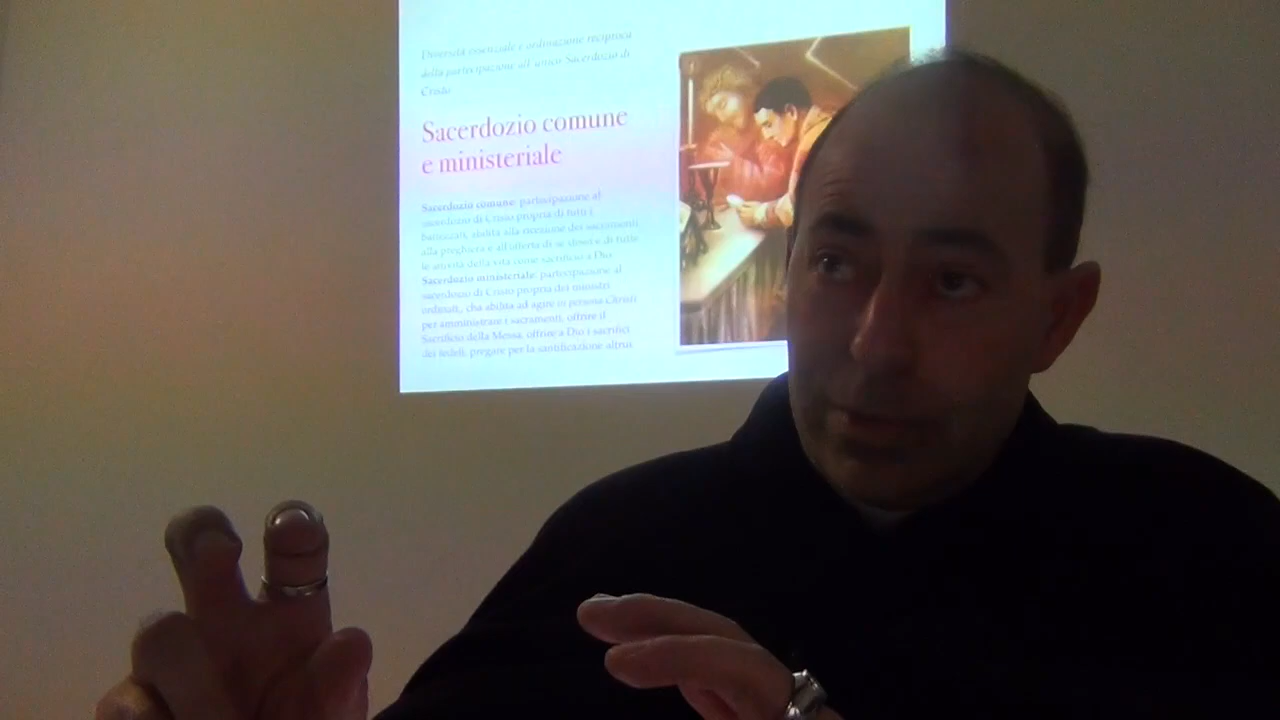 Diversità essenziale e ordinazione reciproca
della partecipazione all'unico Sacerdozio di
Cristo
Sacerdozio comune
e ministeriale
Sacerdozio comune: partecipazione al
sacerdozio di Cristo propria di tutti i
battezzati, abilita alla ricezione dei sacramenti
alla preghiera e all'offerta di se stessi e di tutte
le attività della vita come sacrificio a Dio
Sacerdozio ministeriale: partecipazione al
sacerdozio di Cristo propria dei ministri
ordinati, che abilita ad agire in persona Christi
per amministrare i sacramenti, offrire il
Sacrificio della Messa, offrire a Dio i sacrifici
dei fedeli, pregare per la santificazione altrui.